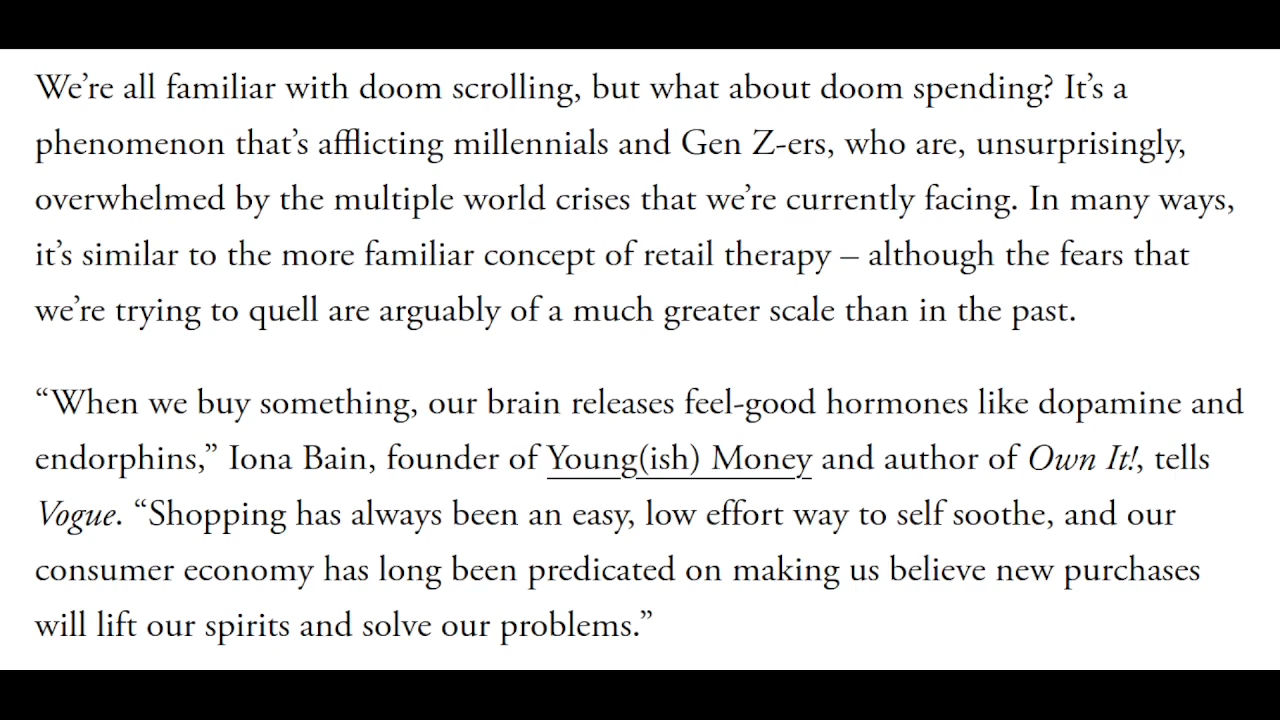 We’re all familiar with doom scrolling, but what about doom spending? It’s a
phenomenon that’s afflicting millennials and Gen Z-ers, who are, unsurprisingly,
overwhelmed by the multiple world crises that we’re currently facing. In many ways,
it’s similar to the more familiar concept of retail therapy – although the fears that
we’re trying to quell are arguably of a much greater scale than in the past.
“When we buy something, our brain releases feel-good hormones like dopamine and
endorphins,” Iona Bain, founder of Young(ish) Money and author of Own It!, tells
Vogue. “Shopping has always been an easy, low effort way to self soothe, and our
consumer economy has long been predicated on making us believe new purchases
will lift our spirits and solve our problems.”